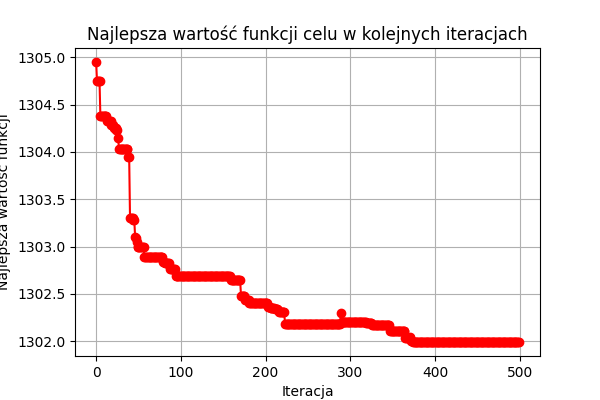 Najlepsza wartość funkcji celu w kolejnych iteracjach
Najlepsza wartość funkcji
1305.0
1304.5
1304.0
1303.5
1303.0
1302.5
1302.0
0 100 200 300 400 500
Iteracja